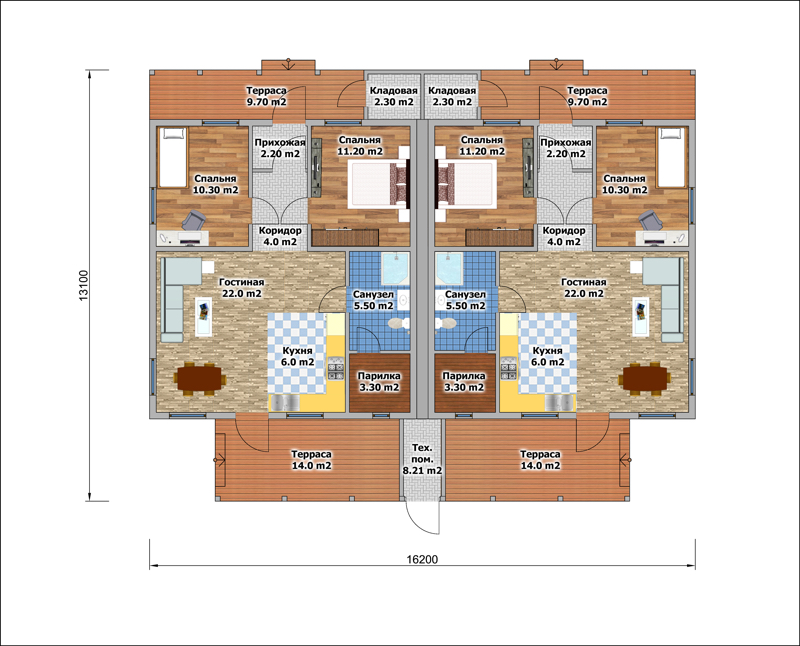 Терраса
9.70 m2
Кладовая
2.30 m2
Кладовая
2.30 m2
Терраса
9.70 m2
Прихожая
2.20 m2
Спальня
11.20 m2
Спальня
11.20 m2
Прихожая
2.20 m2
Спальня
10.30 m2
Спальня
10.30 m2
Коридор
4.0 m2
Коридор
4.0 m2
Гостиная
22.0 m2
Санузел
5.50 m2
Санузел
5.50 m2
Гостиная
22.0 m2
Кухня
6.0 m2
Парилка
3.30 m2
Парилка
3.30 m2
Кухня
6.0 m2
Терраса
14.0 m2
Тех.
пом.
8.21 m2
Терраса
14.0 m2
13100
16200